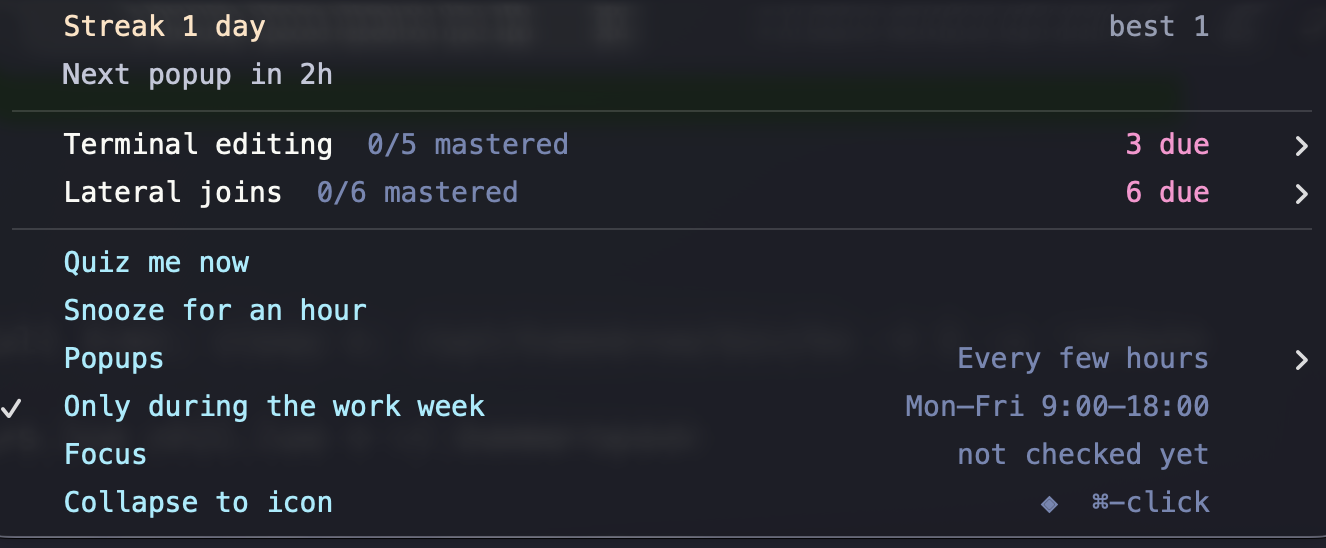 Streak 1 day best 1
Next popup in 2h
Terminal editing 0/5 mastered 3 due
Lateral joins 0/6 mastered 6 due
Quiz me now
Snooze for an hour
Popups Every few hours
Only during the work week Mon–Fri 9:00–18:00
Focus not checked yet
Collapse to icon ◈ ⌘–click